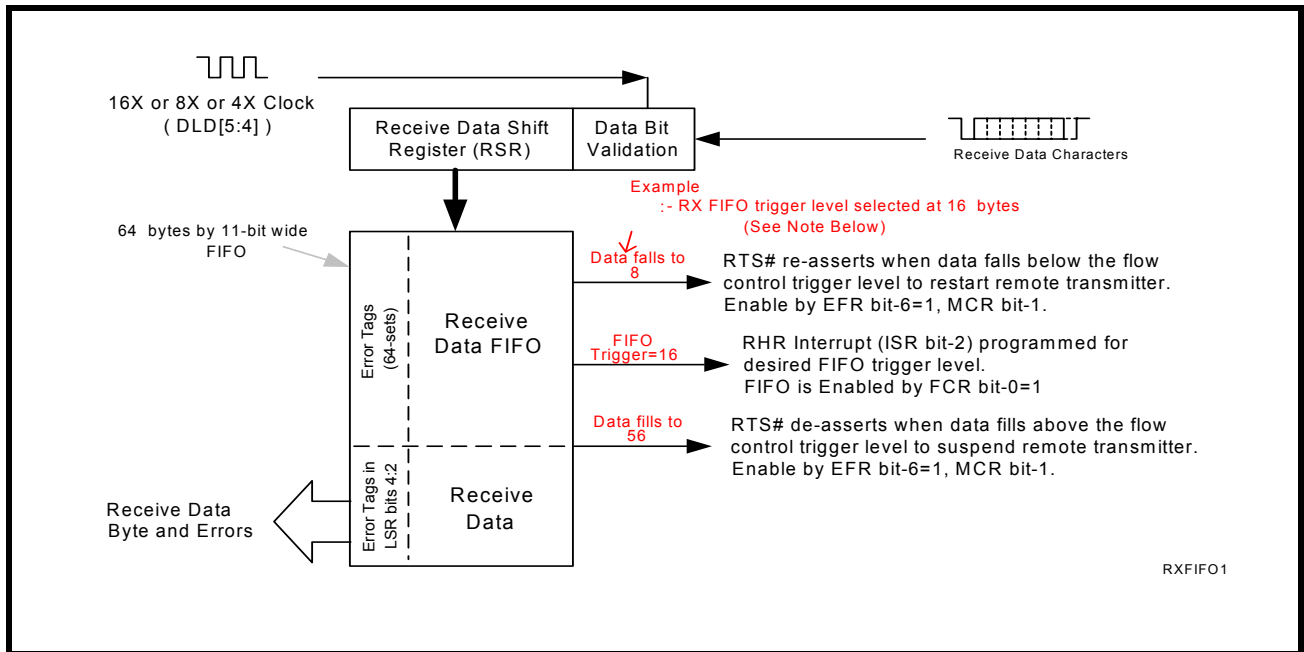 16X or 8X or 4X Clock
( DLD[5:4] )
Receive Data Shift
Register (RSR)
Data Bit
Validation
Receive Data Characters
Example
:- RX FIFO trigger level selected at 16 bytes
(See Note Below)
64 bytes by 11-bit wide
FIFO
Data falls to
8
RTS# re-asserts when data falls below the flow
control trigger level to restart remote transmitter.
Enable by EFR bit-6=1, MCR bit-1.
Error Tags
(64-sets)
Receive
Data FIFO
FIFO
Trigger=16
RHR Interrupt (ISR bit-2) programmed for
desired FIFO trigger level.
FIFO is Enabled by FCR bit-0=1
Data fills to
56
RTS# de-asserts when data fills above the flow
control trigger level to suspend remote transmitter.
Enable by EFR bit-6=1, MCR bit-1.
Error Tags in
LSR bits 4:2
Receive
Data
Receive Data
Byte and Errors
RXFIFO1